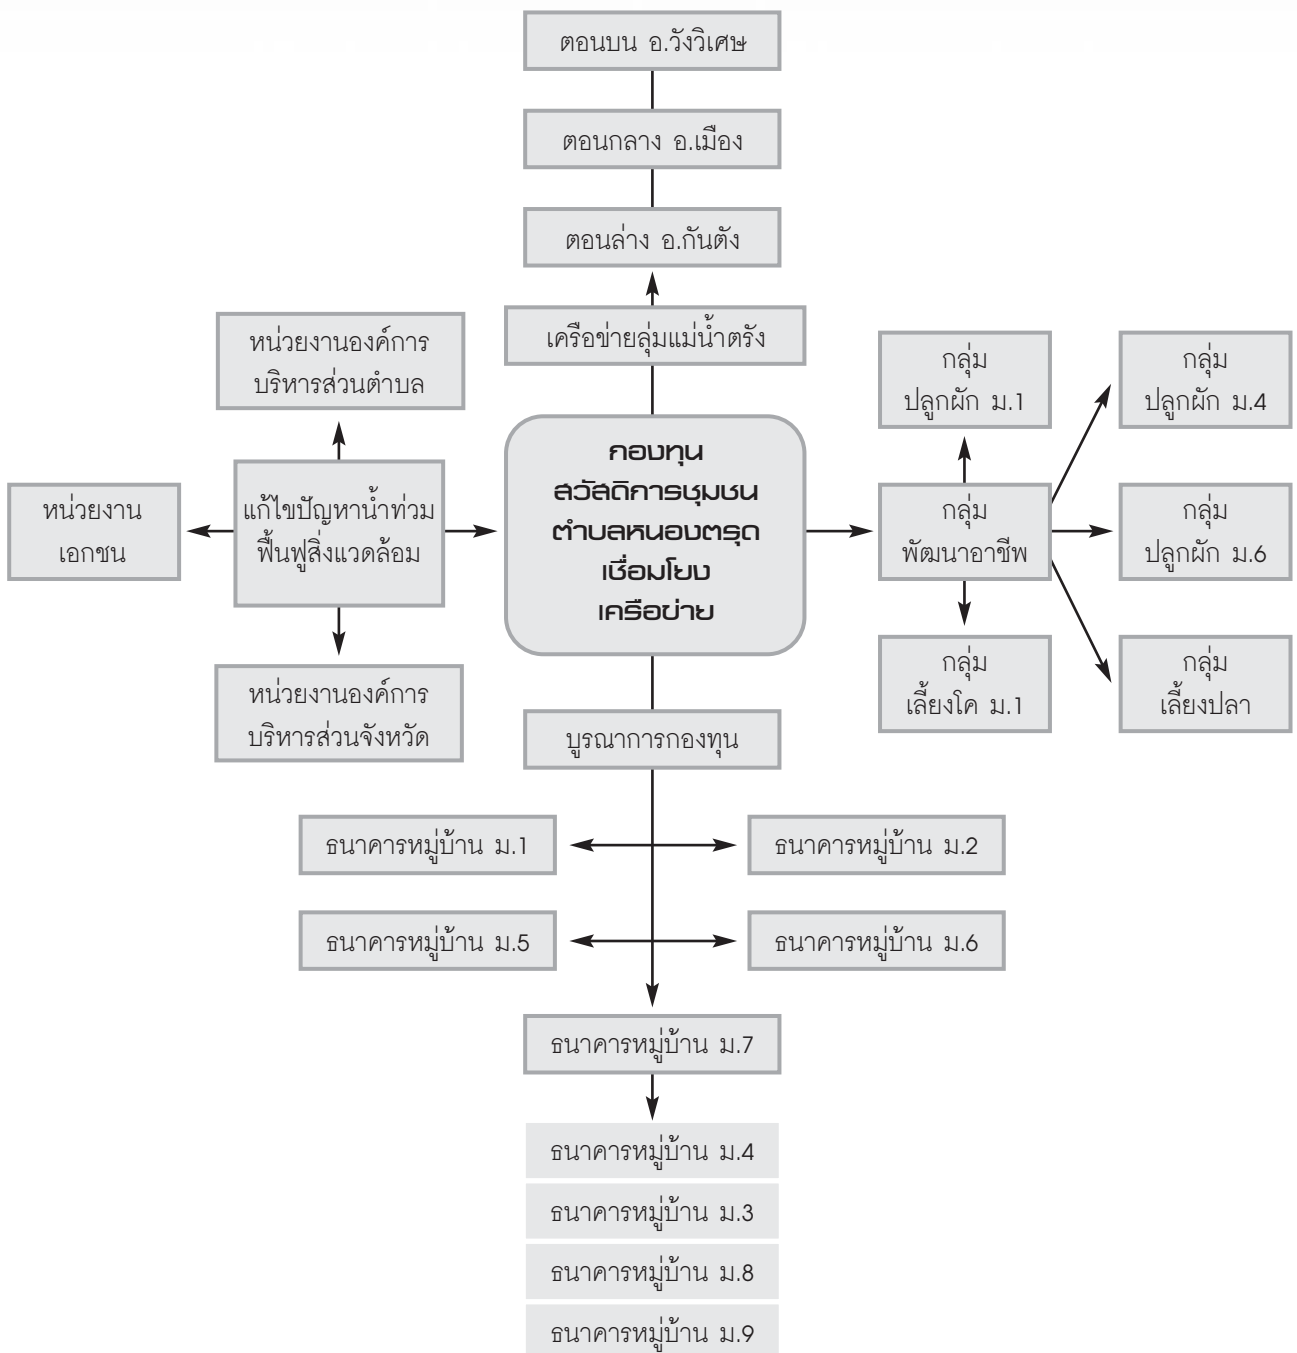 ตอนบน อ.วังวิเศษ
ตอนกลาง อ.เมือง
ตอนล่าง อ.กันตัง
เครือข่ายลุ่มแม่น้ำตรัง
หน่วยงานองค์การ
บริหารส่วนตำบล
หน่วยงาน
เอกชน
แก้ไขปัญหาน้ำท่วม
ฟื้นฟูสิ่งแวดล้อม
หน่วยงานองค์การ
บริหารส่วนจังหวัด
กองทุน
สวัสดิการชุมชน
ตำบลหนองตรุด
เชื่อมโยง
เครือข่าย
กลุ่ม
ปลูกผัก ม.1
กลุ่ม
ปลูกผัก ม.4
กลุ่ม
พัฒนาอาชีพ
กลุ่ม
ปลูกผัก ม.6
กลุ่ม
เลี้ยงโค ม.1
กลุ่ม
เลี้ยงปลา
บูรณาการกองทุน
ธนาคารหมู่บ้าน ม.1
ธนาคารหมู่บ้าน ม.2
ธนาคารหมู่บ้าน ม.5
ธนาคารหมู่บ้าน ม.6
ธนาคารหมู่บ้าน ม.7
ธนาคารหมู่บ้าน ม.4
ธนาคารหมู่บ้าน ม.3
ธนาคารหมู่บ้าน ม.8
ธนาคารหมู่บ้าน ม.9